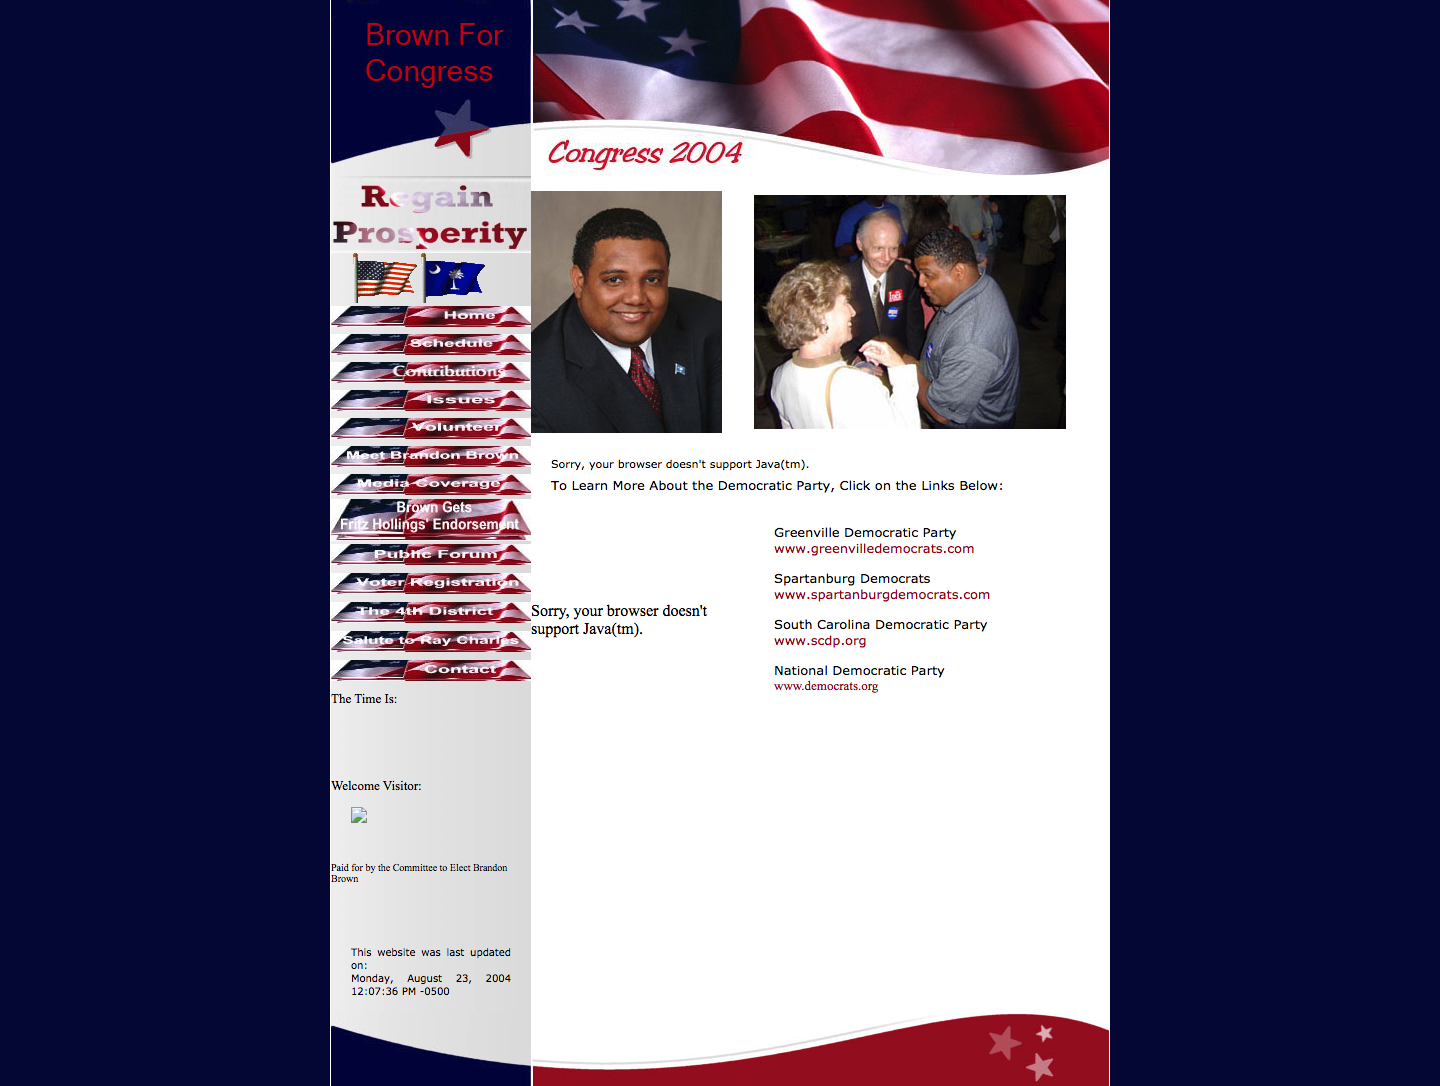 Brown For
Congress
Congress 2004
Regain
Prosperity
Home
Schedule
Contributions
Issues
Volunteer
Meet Brandon Brown
Media Coverage
Brown Gets
Fritz Hollings' Endorsement
Public Forum
Voter Registration
The 4th District
Salute to Ray Charles
Contact
The Time Is:
Welcome Visitor:
Paid for by the Committee to Elect Brandon
Brown
This website was last updated
on:
Monday, August 23, 2004
12:07:36 PM -0500
Sorry, your browser doesn't support Java(tm).
To Learn More About the Democratic Party, Click on the Links Below:
Sorry, your browser doesn't
support Java(tm).
Greenville Democratic Party
www.greenvilledemocrats.com
Spartanburg Democrats
www.spartanburgdemocrats.com
South Carolina Democratic Party
www.scdp.org
National Democratic Party
www.democrats.org